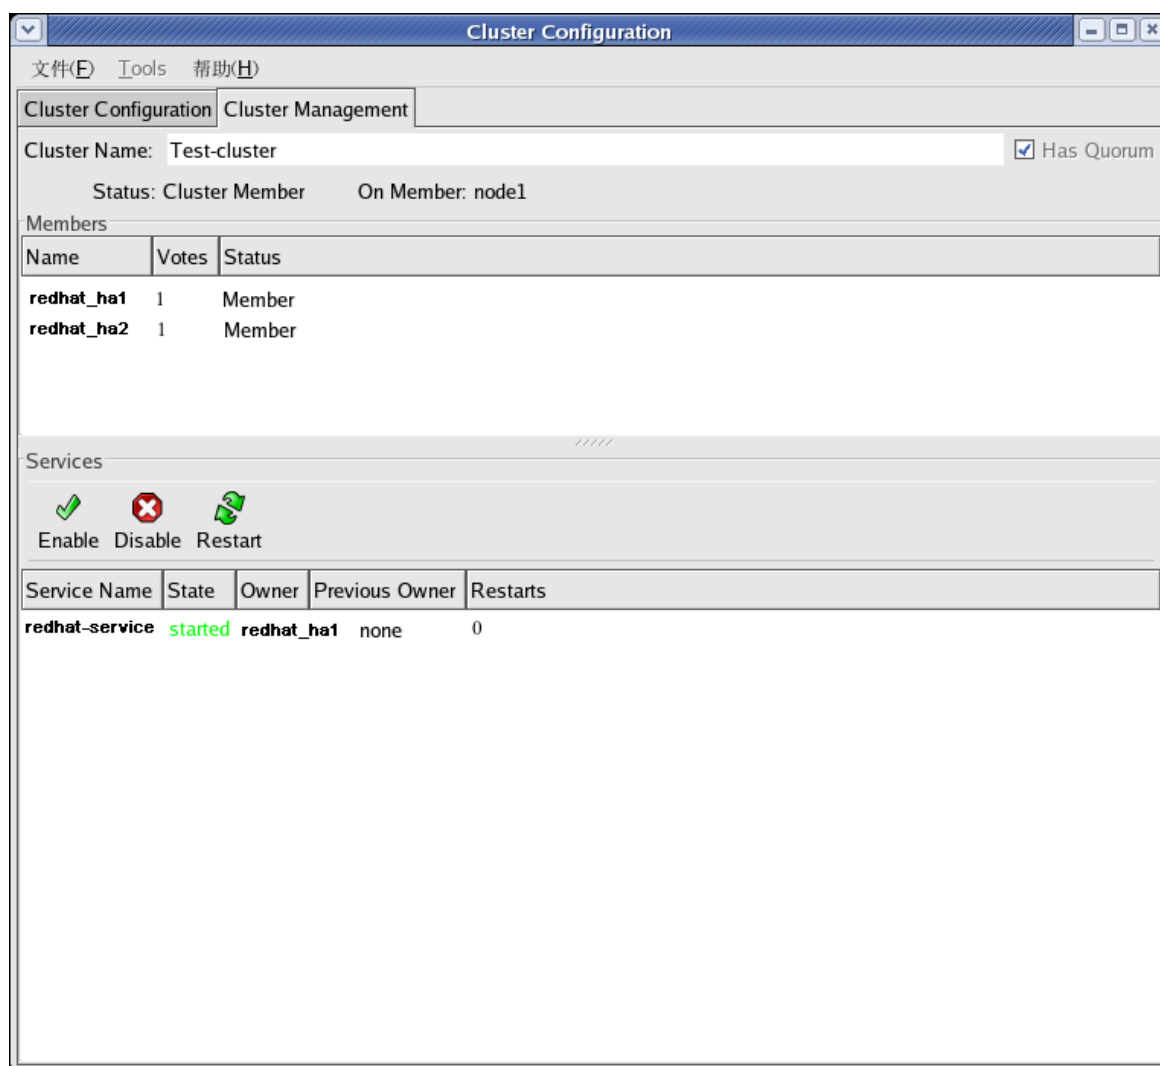 Cluster Configuration
文件(F) Tools 帮助(H)
Cluster Configuration Cluster Management
Cluster Name: Test-cluster Has Quorum
Status: Cluster Member On Member: node1
Members
Name Votes Status
redhat_ha1 1 Member
redhat_ha2 1 Member
Services
Enable Disable Restart
Service Name State Owner Previous Owner Restarts
redhat-service started redhat_ha1 none 0